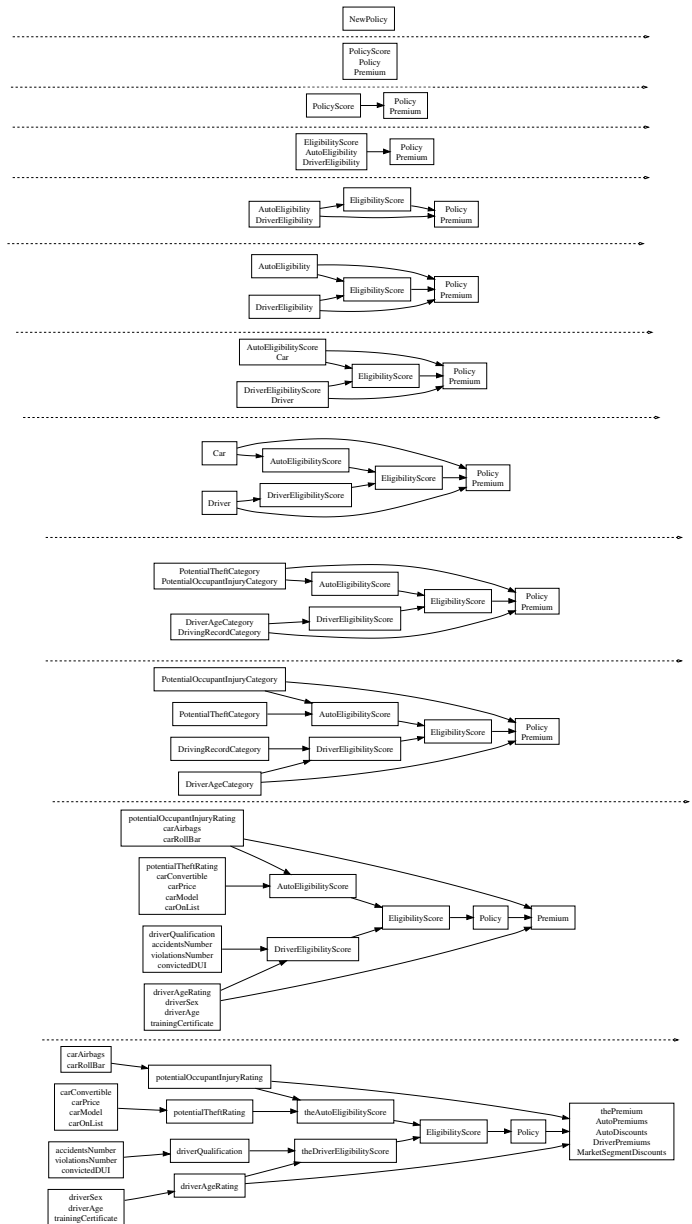 NewPolicy
PolicyScore
Policy
Premium
PolicyScore
Policy
Premium
EligibilityScore
AutoEligibility
DriverEligibility
Policy
Premium
AutoEligibility
DriverEligibility
EligibilityScore
Policy
Premium
AutoEligibility
DriverEligibility
EligibilityScore
Policy
Premium
AutoEligibilityScore
Car
DriverEligibilityScore
Driver
EligibilityScore
Policy
Premium
Car
Driver
AutoEligibilityScore
DriverEligibilityScore
EligibilityScore
Policy
Premium
PotentialTheftCategory
PotentialOccupantInjuryCategory
DriverAgeCategory
DrivingRecordCategory
AutoEligibilityScore
DriverEligibilityScore
EligibilityScore
Policy
Premium
PotentialOccupantInjuryCategory
PotentialTheftCategory
DrivingRecordCategory
DriverAgeCategory
AutoEligibilityScore
DriverEligibilityScore
EligibilityScore
Policy
Premium
potentialOccupantInjuryRating
carAirbags
carRollBar
potentialTheftRating
carConvertible
carPrice
carModel
carOnList
driverQualification
accidentsNumber
violationsNumber
convictedDUI
driverAgeRating
driverSex
driverAge
trainingCertificate
AutoEligibilityScore
DriverEligibilityScore
EligibilityScore
Policy
Premium
carAirbags
carRollBar
carConvertible
carPrice
carModel
carOnList
accidentsNumber
violationsNumber
convictedDUI
driverSex
driverAge
trainingCertificate
potentialOccupantInjuryRating
potentialTheftRating
driverQualification
driverAgeRating
theAutoEligibilityScore
theDriverEligibilityScore
EligibilityScore
Policy
thePremium
AutoPremiums
AutoDiscounts
DriverPremiums
MarketSegmentDiscounts